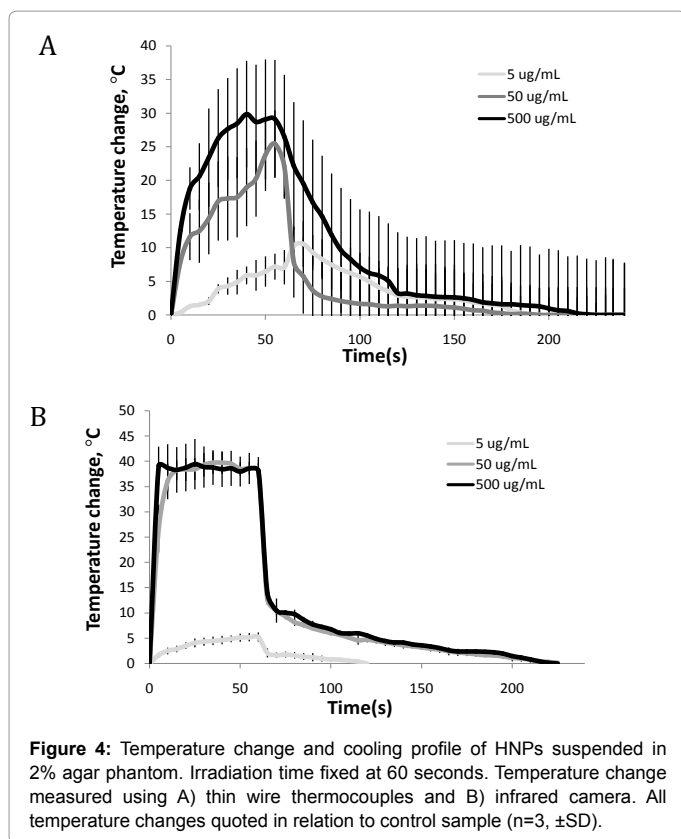 A
Temperature change, °C
40
35
30
25
20
15
10
5
0
5 ug/mL
50 ug/mL
500 ug/mL
0 50 100 150 200
Time(s)
B
Temperature change, °C
50
45
40
35
30
25
20
15
10
5
0
5 ug/mL
50 ug/mL
500 ug/mL
0 50 100 150 200
Time(s)
Figure 4: Temperature change and cooling profile of HNPs suspended in
2% agar phantom. Irradiation time fixed at 60 seconds. Temperature change
measured using A) thin wire thermocouples and B) infrared camera. All
temperature changes quoted in relation to control sample (n=3, ±SD).